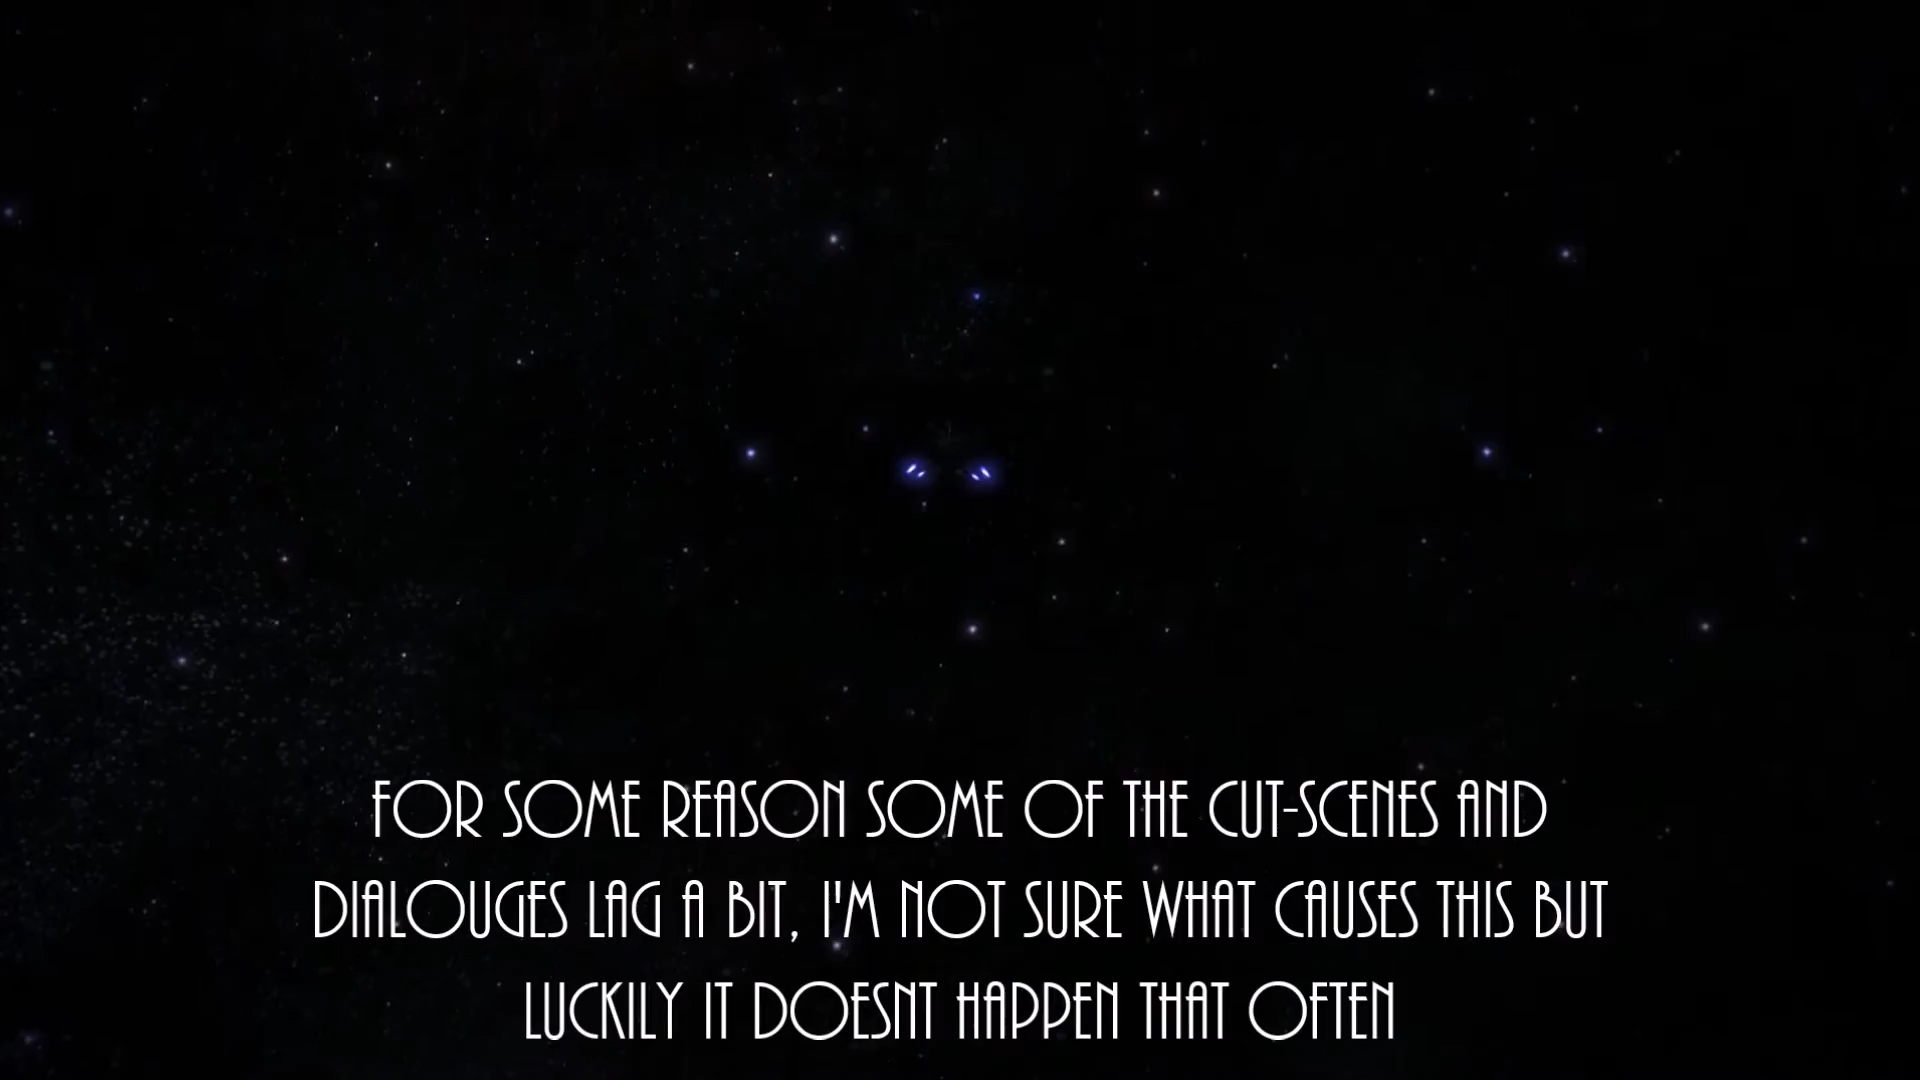 FOR SOME REASON SOME OF THE CUT-SCENES AND
DIALOUGES LAG A BIT, I'M NOT SURE WHAT CAUSES THIS BUT
LUCKILY IT DOESNT HAPPEN THAT OFTEN